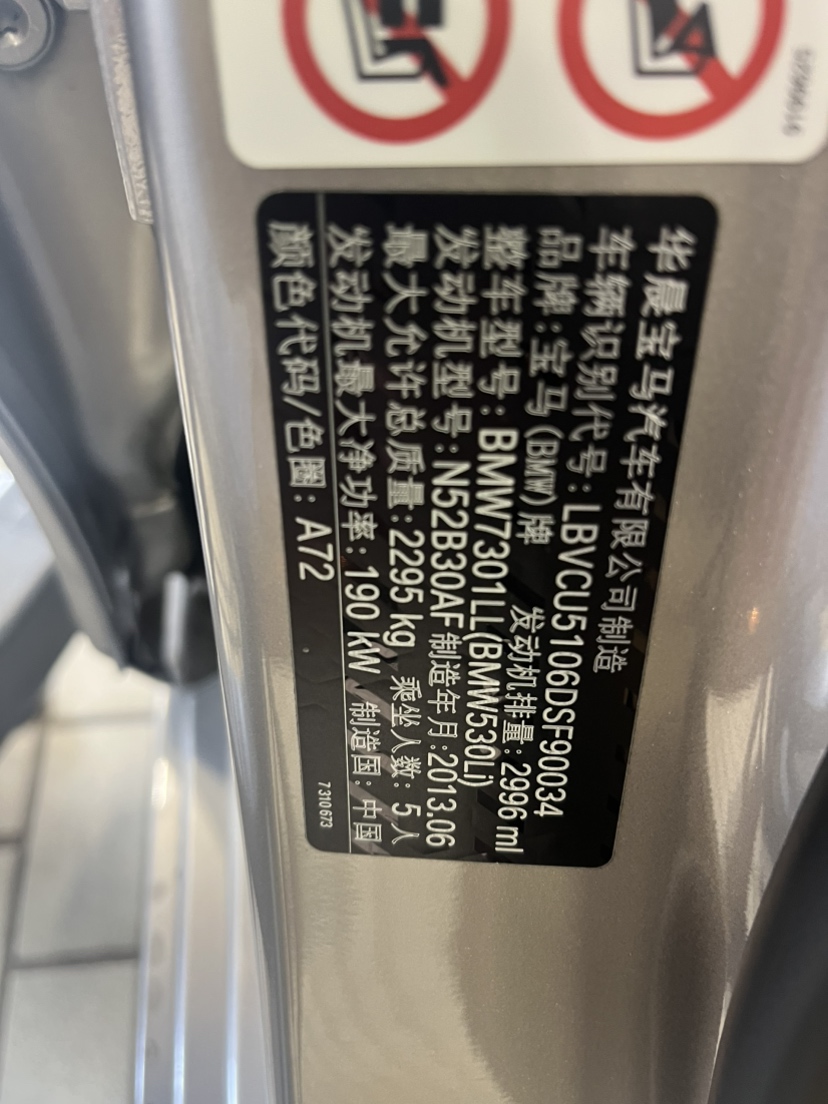 华晨宝马汽车有限公司制造
车辆识别代号：LBVCU5106DSF90034
品牌：宝马(BMW)牌 发动机排量：2996 ml
整车型号：BMW7301LL(BMW530Li)
发动机型号：N52B30AF 制造年月：2013.06
最大允许总质量：2295 kg 乘坐人数：5人
发动机最大净功率：190 kW 制造国：中国
颜色代码/色圈：A72
7310673